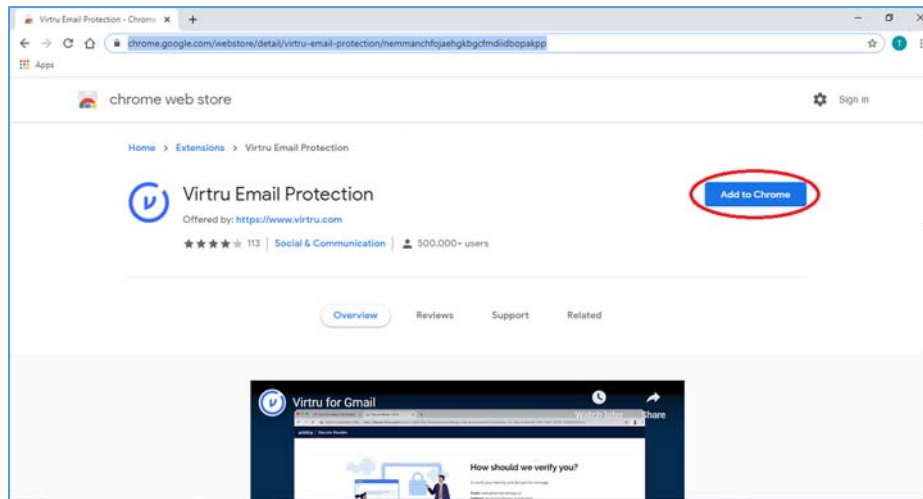 Virtru Email Protection - Chrom
chrome.google.com/webstore/detail/virtru-email-protection/nemmanchfojaehgkbgcfmdiidbopakpp
T
Apps
chrome web store
Sign in
Home > Extensions > Virtru Email Protection
Virtru Email Protection
Add to Chrome
Offered by: https://www.virtru.com
113 | Social & Communication | 500,000+ users
Overview Reviews Support Related
Virtru for Gmail
Watch later Share
How should we verify you?